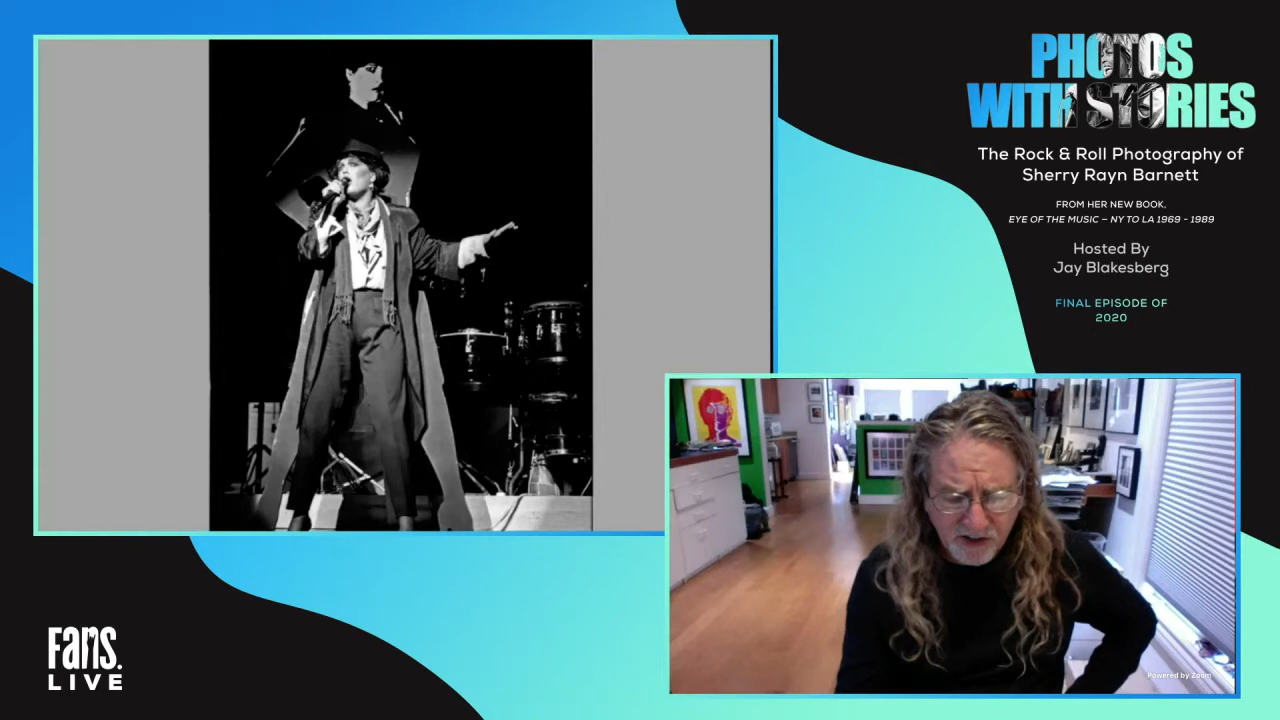 PHOTOS
WITH STORIES
The Rock & Roll Photography of
Sherry Rayn Barnett
FROM HER NEW BOOK,
EYE OF THE MUSIC – NY TO LA 1969 - 1989
Hosted By
Jay Blakesberg
FINAL EPISODE OF
2020
Powered by Zoom
Fans.
LIVE